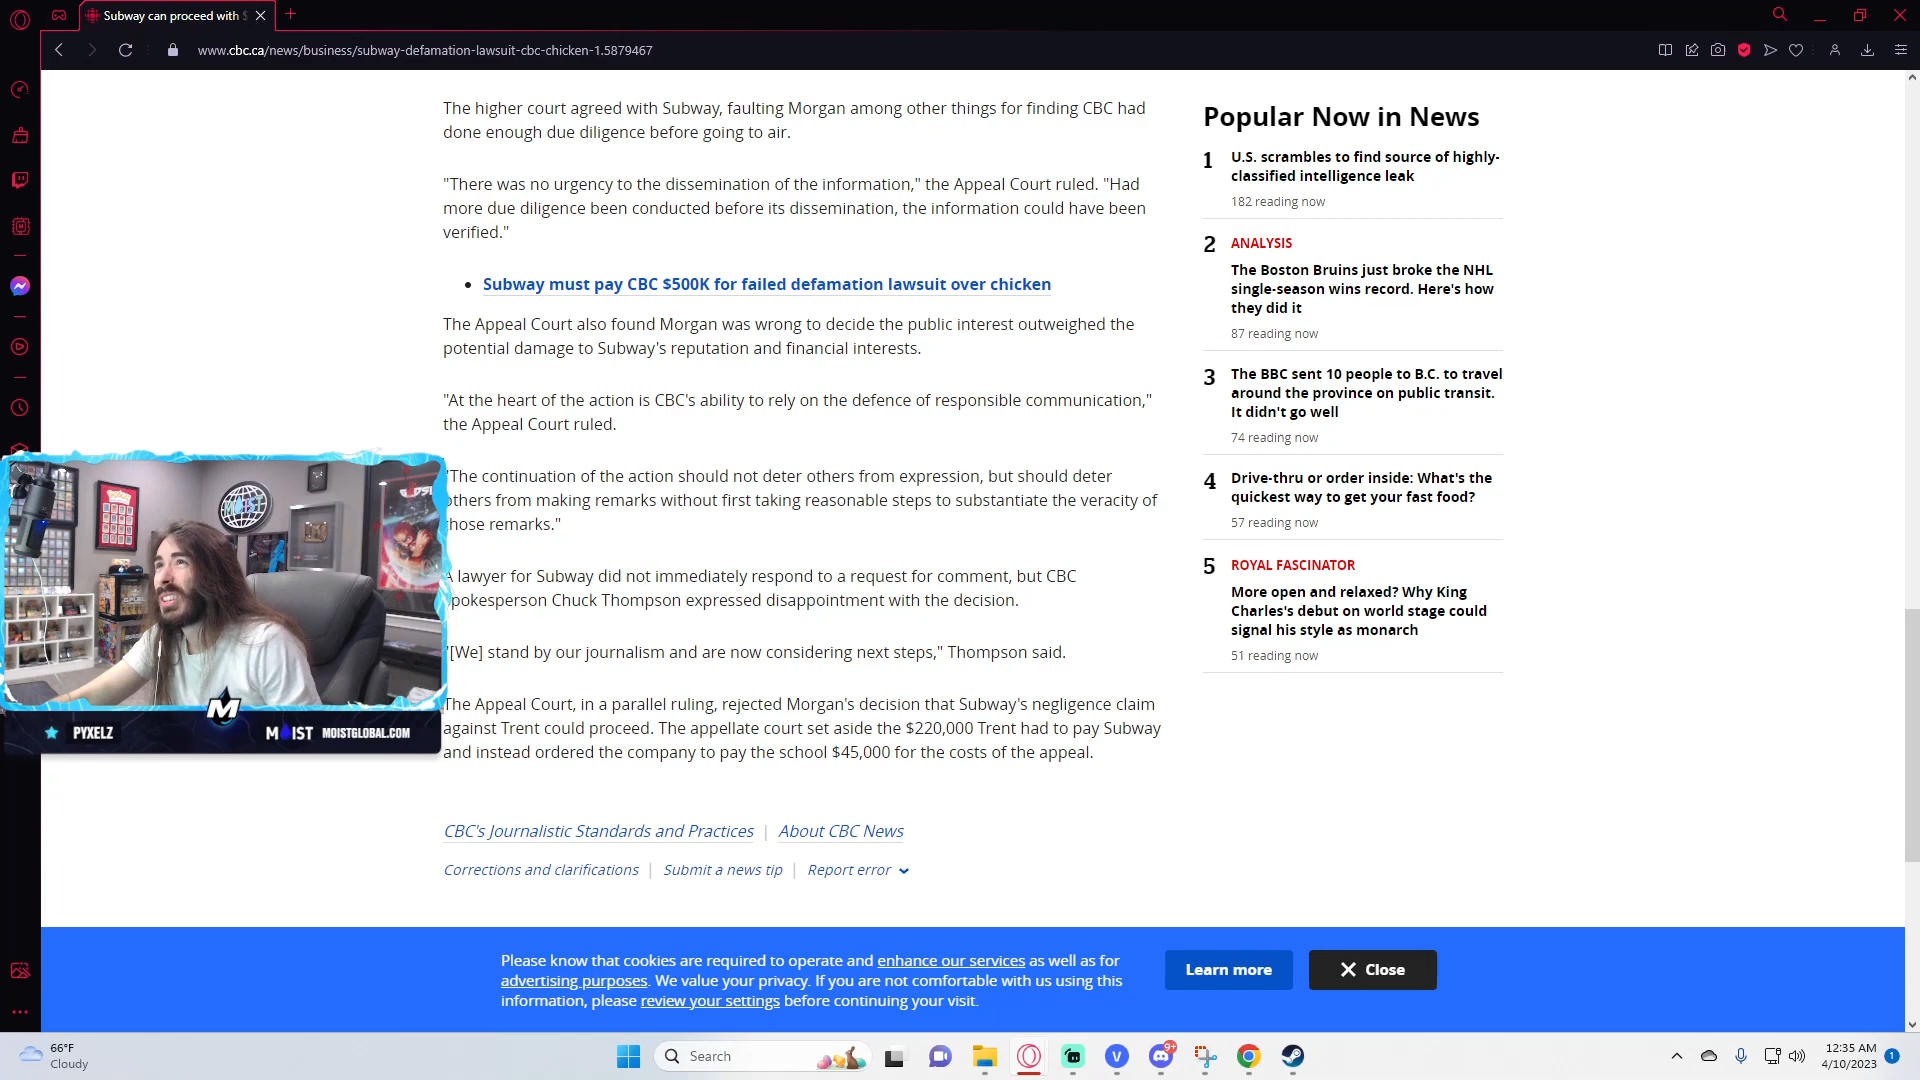 Subway can proceed with $
www.cbc.ca/news/business/subway-defamation-lawsuit-cbc-chicken-1.5879467
The higher court agreed with Subway, faulting Morgan among other things for finding CBC had
done enough due diligence before going to air.
"There was no urgency to the dissemination of the information," the Appeal Court ruled. "Had
more due diligence been conducted before its dissemination, the information could have been
verified."
Subway must pay CBC $500K for failed defamation lawsuit over chicken
The Appeal Court also found Morgan was wrong to decide the public interest outweighed the
potential damage to Subway's reputation and financial interests.
"At the heart of the action is CBC's ability to rely on the defence of responsible communication,"
the Appeal Court ruled.
"The continuation of the action should not deter others from expression, but should deter
others from making remarks without first taking reasonable steps to substantiate the veracity of
those remarks."
A lawyer for Subway did not immediately respond to a request for comment, but CBC
pokesperson Chuck Thompson expressed disappointment with the decision.
"[We] stand by our journalism and are now considering next steps," Thompson said.
The Appeal Court, in a parallel ruling, rejected Morgan's decision that Subway's negligence claim
against Trent could proceed. The appellate court set aside the $220,000 Trent had to pay Subway
and instead ordered the company to pay the school $45,000 for the costs of the appeal.
CBC's Journalistic Standards and Practices | About CBC News
Corrections and clarifications | Submit a news tip | Report error
Popular Now in News
1 U.S. scrambles to find source of highly-
classified intelligence leak
182 reading now
2 ANALYSIS
The Boston Bruins just broke the NHL
single-season wins record. Here's how
they did it
87 reading now
3 The BBC sent 10 people to B.C. to travel
around the province on public transit.
It didn't go well
74 reading now
4 Drive-thru or order inside: What's the
quickest way to get your fast food?
57 reading now
5 ROYAL FASCINATOR
More open and relaxed? Why King
Charles's debut on world stage could
signal his style as monarch
51 reading now
MOIST
M
PYXELZ
MOIST MOISTGLOBAL.COM
Please know that cookies are required to operate and enhance our services as well as for
advertising purposes. We value your privacy. If you are not comfortable with us using this
information, please review your settings before continuing your visit.
Learn more
Close
66°F
Cloudy
Search
V
9+
12:35 AM
4/10/2023
1